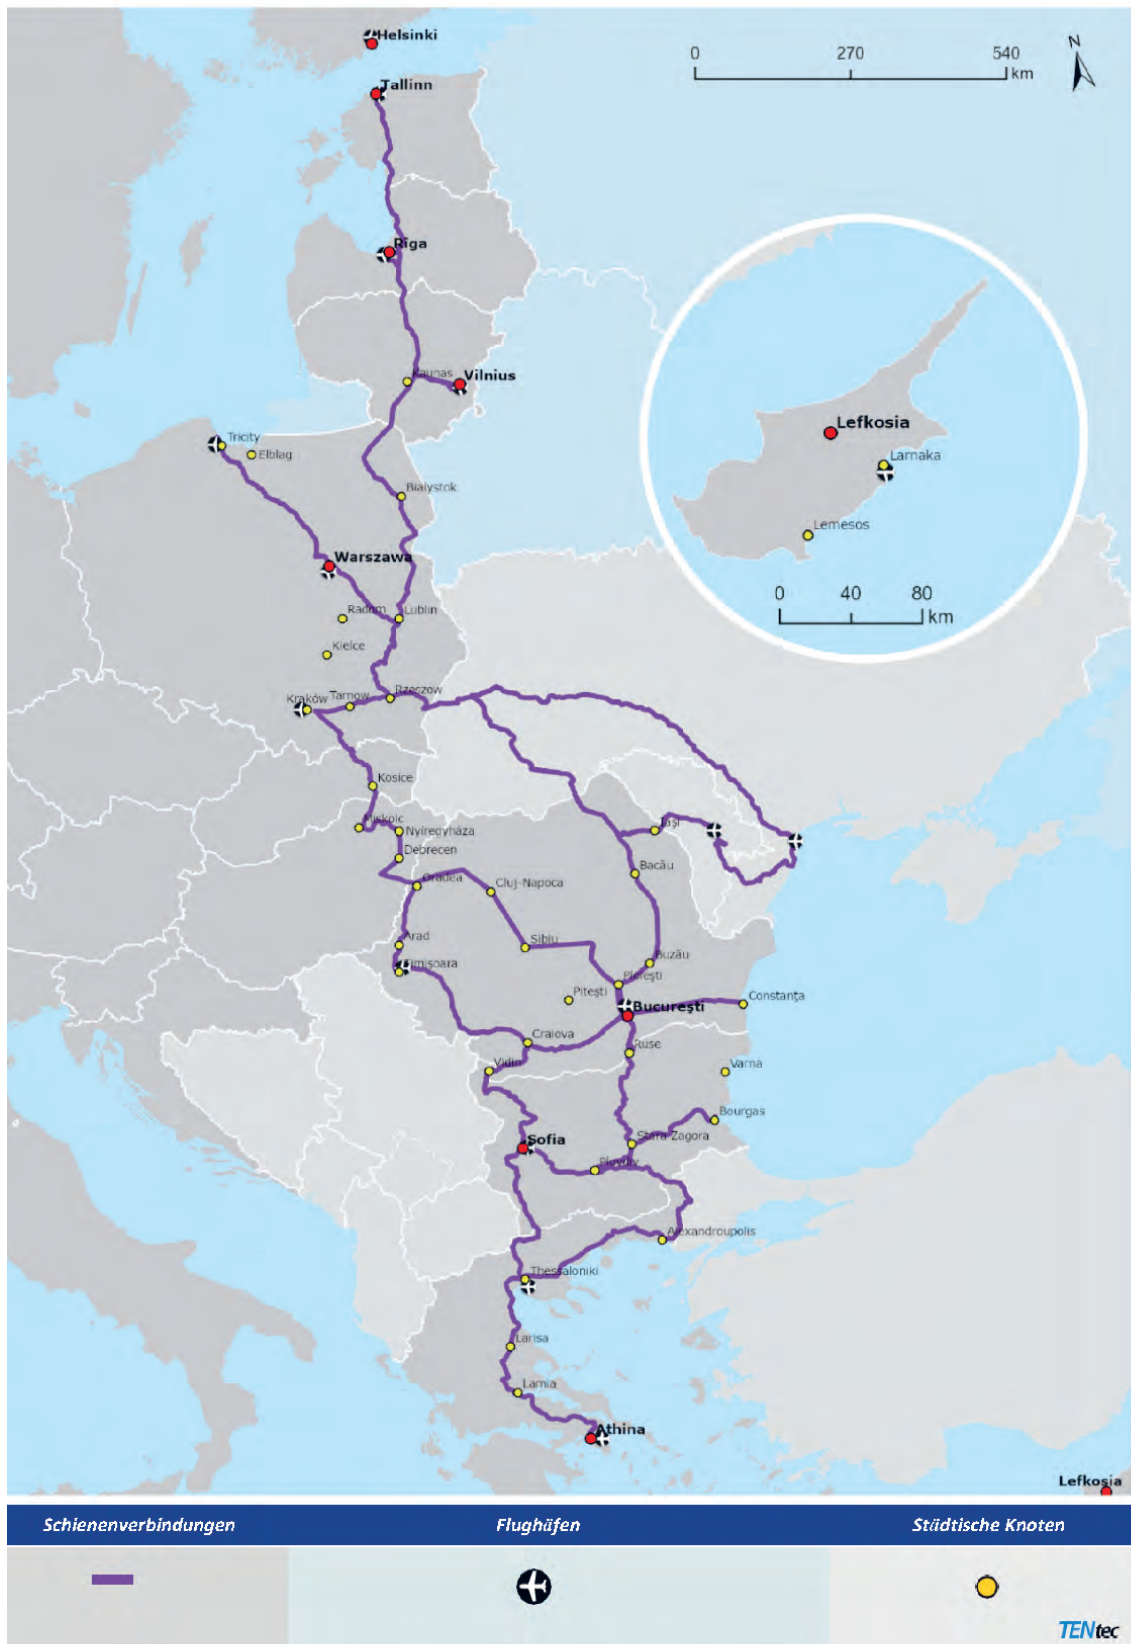 Helsinki
N
0 270 540
km
Tallinn
Rīga
Kaunas
Vilnius
Lefkosia
Larnaka
Lemesos
0 40 80
km
Tricity
Elblag
Bialystok
Warszawa
Radom
Lublin
Kielce
Kraków
Tarnow
Rzeszow
Kosice
Miskolc
Nyíregyháza
Debrecen
Iaşi
Bacău
Oradea
Cluj-Napoca
Arad
Sibiu
Timişoara
Buzău
Ploieşti
Piteşti
Bucureşti
Constanţa
Craiova
Ruse
Vidin
Varna
Bourgas
Sofia
Stara Zagora
Plovdiv
Alexandroupolis
Thessaloniki
Larisa
Lamia
Athina
Lefkosia
Schienenverbindungen
Flughäfen
Städtische Knoten
TENtec